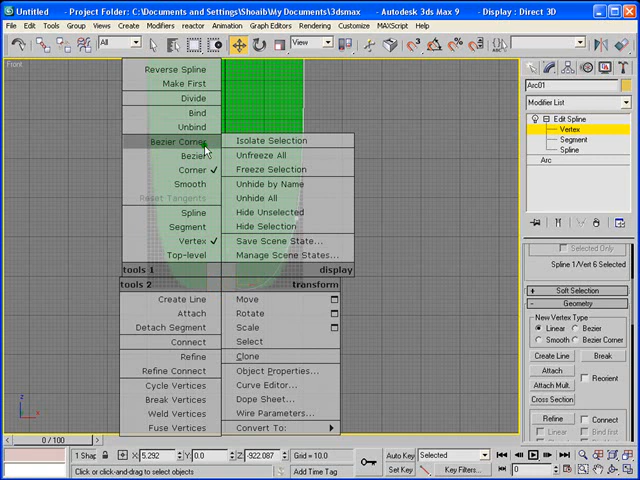 Untitled - Project Folder: C:\Documents and Settings\Shoaib\My Documents\3dsmax - Autodesk 3ds Max 9 - Display : Direct 3D
File Edit Tools Group Views Create Modifiers reactor Animation Graph Editors Rendering Customize MAXScript Help
All
View
Front
Arc01
Modifier List
Edit Spline
Vertex
Segment
Spline
Arc
Reverse Spline
Make First
Divide
Bind
Unbind
Bezier Corner
Bezier
Corner
Smooth
Reset Tangents
Spline
Segment
Vertex
Top-level
tools 1
Isolate Selection
Unfreeze All
Freeze Selection
Unhide by Name
Unhide All
Hide Unselected
Hide Selection
Save Scene State...
Manage Scene States...
display
tools 2
transform
Create Line
Attach
Detach Segment
Connect
Refine
Refine Connect
Cycle Vertices
Break Vertices
Weld Vertices
Fuse Vertices
Move
Rotate
Scale
Select
Clone
Object Properties...
Curve Editor...
Dope Sheet...
Wire Parameters...
Convert To:
Selected Only
Spline 1/Vert 6 Selected
+ Soft Selection
- Geometry
New Vertex Type
Linear Bezier
Smooth Bezier Corner
Create Line Break
Attach
Reorient
Attach Mult.
Cross Section
Refine Connect
Linear Bind first
z
x
0 / 100
1 Shap X: 5.292 Y: 0.0 Z: -922.087 Grid = 10.0
Auto Key Selected
Click or click-and-drag to select objects
Add Time Tag
Set Key Key Filters... 0